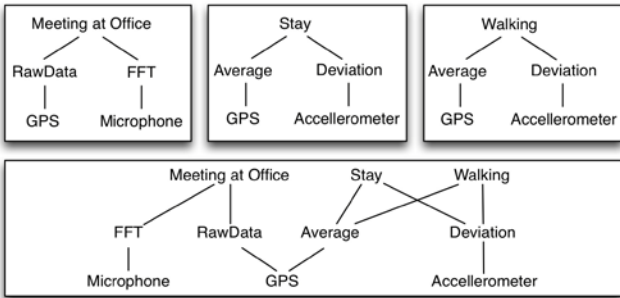 Meeting at Office
RawData FFT
GPS Microphone
Stay
Average Deviation
GPS Accellerometer
Walking
Average Deviation
GPS Accellerometer
Meeting at Office Stay Walking
FFT RawData Average Deviation
Microphone GPS Accellerometer